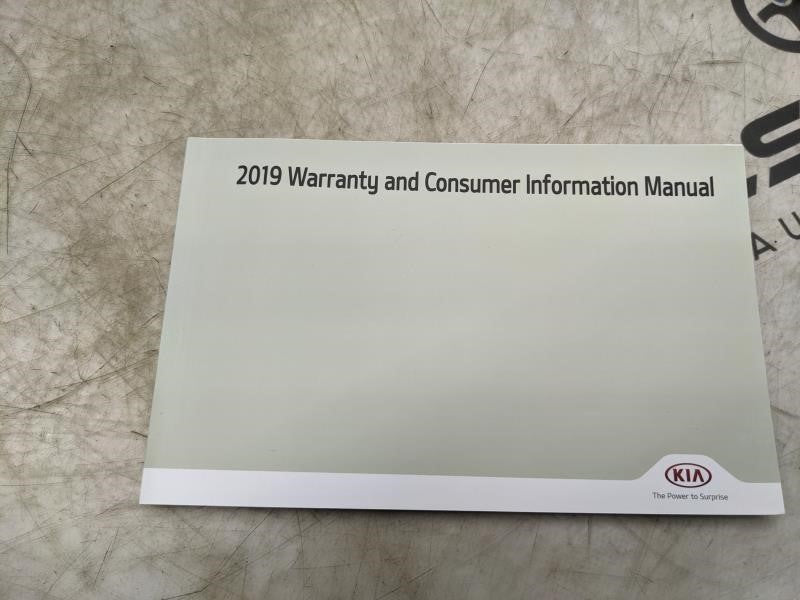 2019 Warranty and Consumer Information Manual
KIA
The Power to Surprise